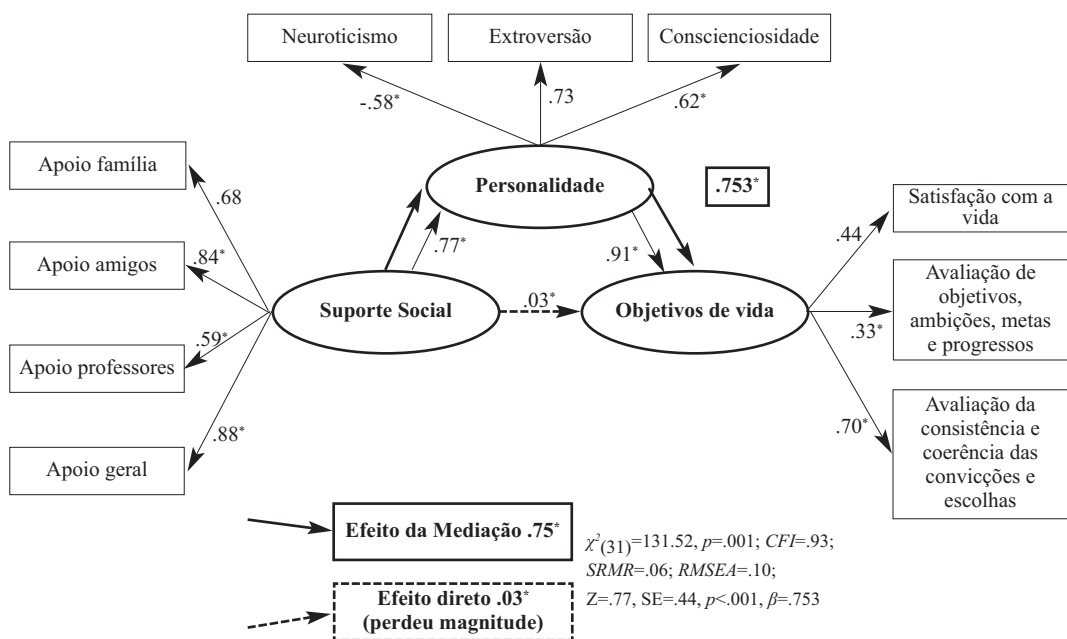 Neuroticismo
Extroversão
Conscienciosidade
-.58*
.73
.62*
Apoio família
Apoio amigos
Apoio professores
Apoio geral
.68
.84*
.59*
.88*
Personalidade
.753*
.77*
.91*
Suporte Social
.03*
Objetivos de vida
.44
.33*
.70*
Satisfação com a
vida
Avaliação de
objetivos,
ambições, metas
e progressos
Avaliação da
consistência e
coerência das
convicções e
escolhas
Efeito da Mediação .75*
Efeito direto .03*
(perdeu magnitude)
χ²(31)=131.52, p=.001; CFI=.93;
SRMR=.06; RMSEA=.10;
Z=.77, SE=.44, p<.001, β=.753